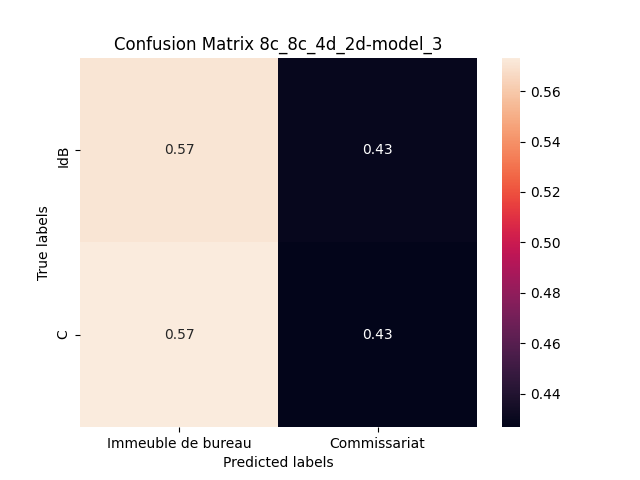 Confusion Matrix 8c_8c_4d_2d-model_3
True labels
IdB
C
0.57
0.43
0.57
0.43
Immeuble de bureau
Commissariat
Predicted labels
0.56
0.54
0.52
0.50
0.48
0.46
0.44